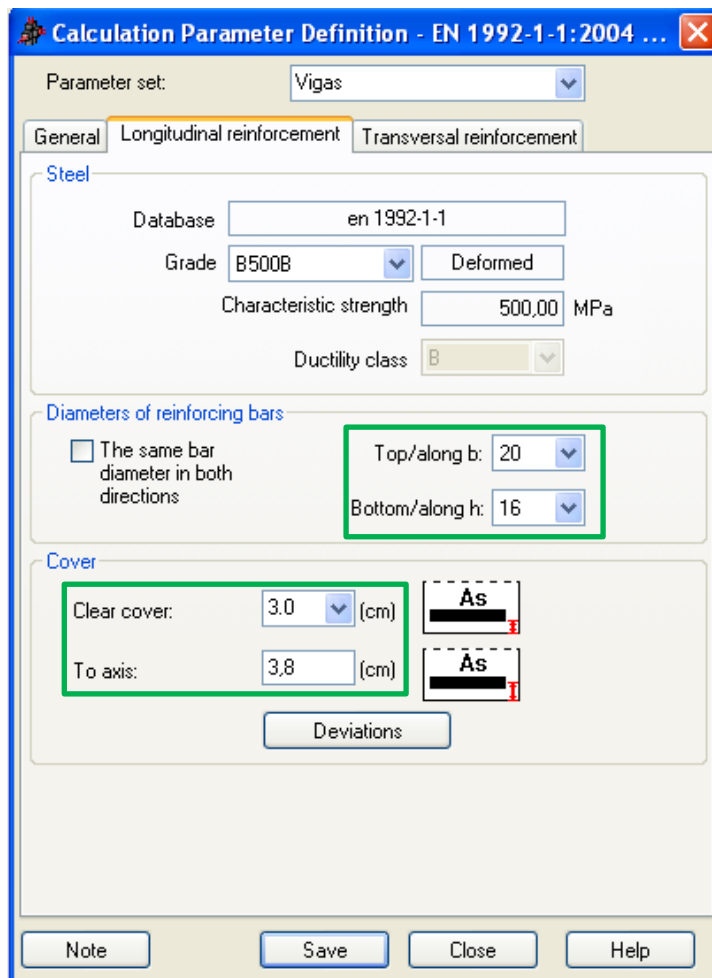 Calculation Parameter Definition - EN 1992-1-1:2004 ...
Parameter set: Vigas
General Longitudinal reinforcement Transversal reinforcement
Steel
Database en 1992-1-1
Grade B500B Deformed
Characteristic strength 500,00 MPa
Ductility class B
Diameters of reinforcing bars
The same bar
diameter in both
directions
Top/along b: 20
Bottom/along h: 16
Cover
Clear cover: 3.0 (cm) As
To axis: 3,8 (cm) As
Deviations
Note Save Close Help